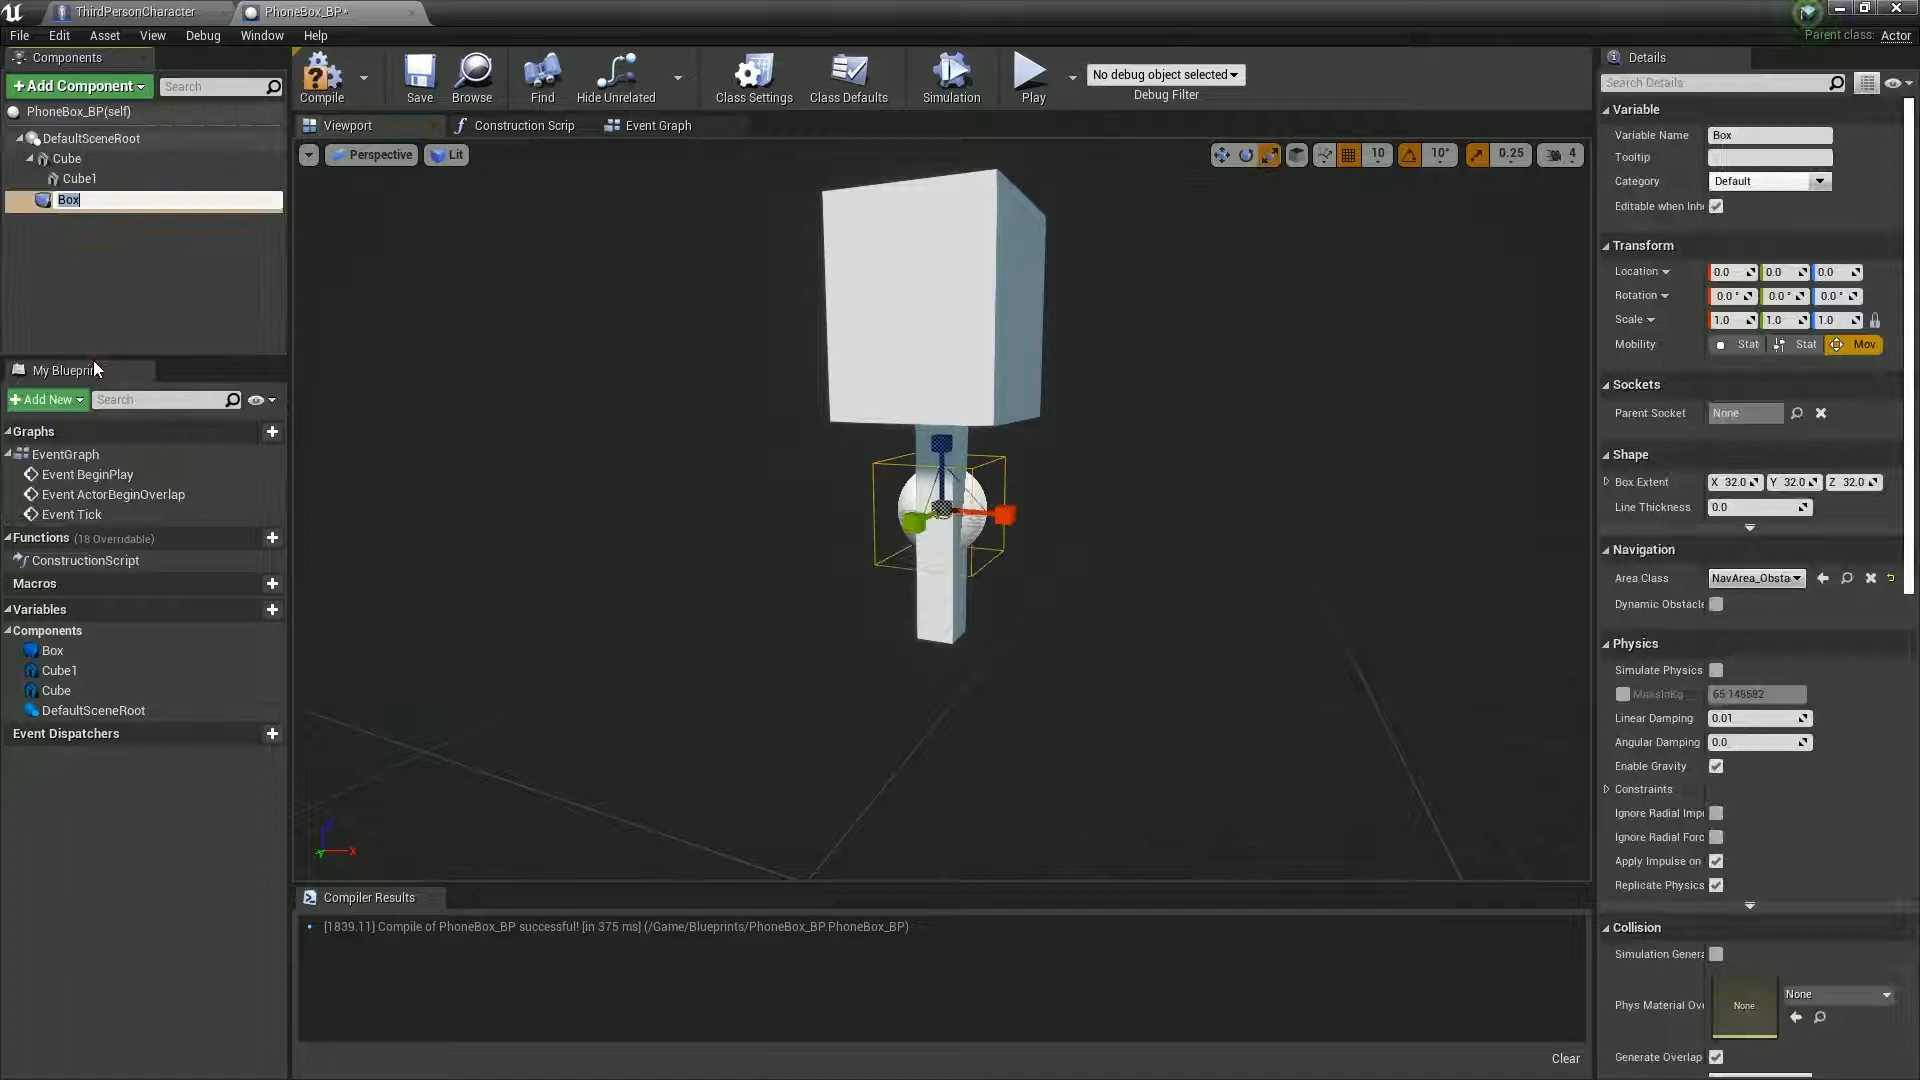 ThirdPersonCharacter
PhoneBox_BP*
File Edit Asset View Debug Window Help
Parent class: Actor
Components
+Add Component
Search
PhoneBox_BP(self)
DefaultSceneRoot
Cube
Cube1
Box
My Blueprin
+Add New
Search
Graphs
EventGraph
Event BeginPlay
Event ActorBeginOverlap
Event Tick
Functions (18 Overridable)
ConstructionScript
Macros
Variables
Components
Box
Cube1
Cube
DefaultSceneRoot
Event Dispatchers
Compile
Save
Browse
Find
Hide Unrelated
Class Settings
Class Defaults
Simulation
Play
No debug object selected
Debug Filter
Viewport
Construction Scrip
Event Graph
Perspective
Lit
10
10°
0.25
4
Z
X
Y
Compiler Results
[1839.11] Compile of PhoneBox_BP successful! [in 375 ms] (/Game/Blueprints/PhoneBox_BP.PhoneBox_BP)
Clear
Details
Search Details
Variable
Variable Name Box
Tooltip
Category Default
Editable when Inhe
Transform
Location 0.0 0.0 0.0
Rotation 0.0 ° 0.0 ° 0.0 °
Scale 1.0 1.0 1.0
Mobility Stat Stat Mov
Sockets
Parent Socket None
Shape
Box Extent X 32.0 Y 32.0 Z 32.0
Line Thickness 0.0
Navigation
Area Class NavArea_Obsta
Dynamic Obstacle
Physics
Simulate Physics
MassInKg 65.148582
Linear Damping 0.01
Angular Damping 0.0
Enable Gravity
Constraints
Ignore Radial Impu
Ignore Radial Forc
Apply Impulse on
Replicate Physics
Collision
Simulation Genera
Phys Material Ove None None
Generate Overlap